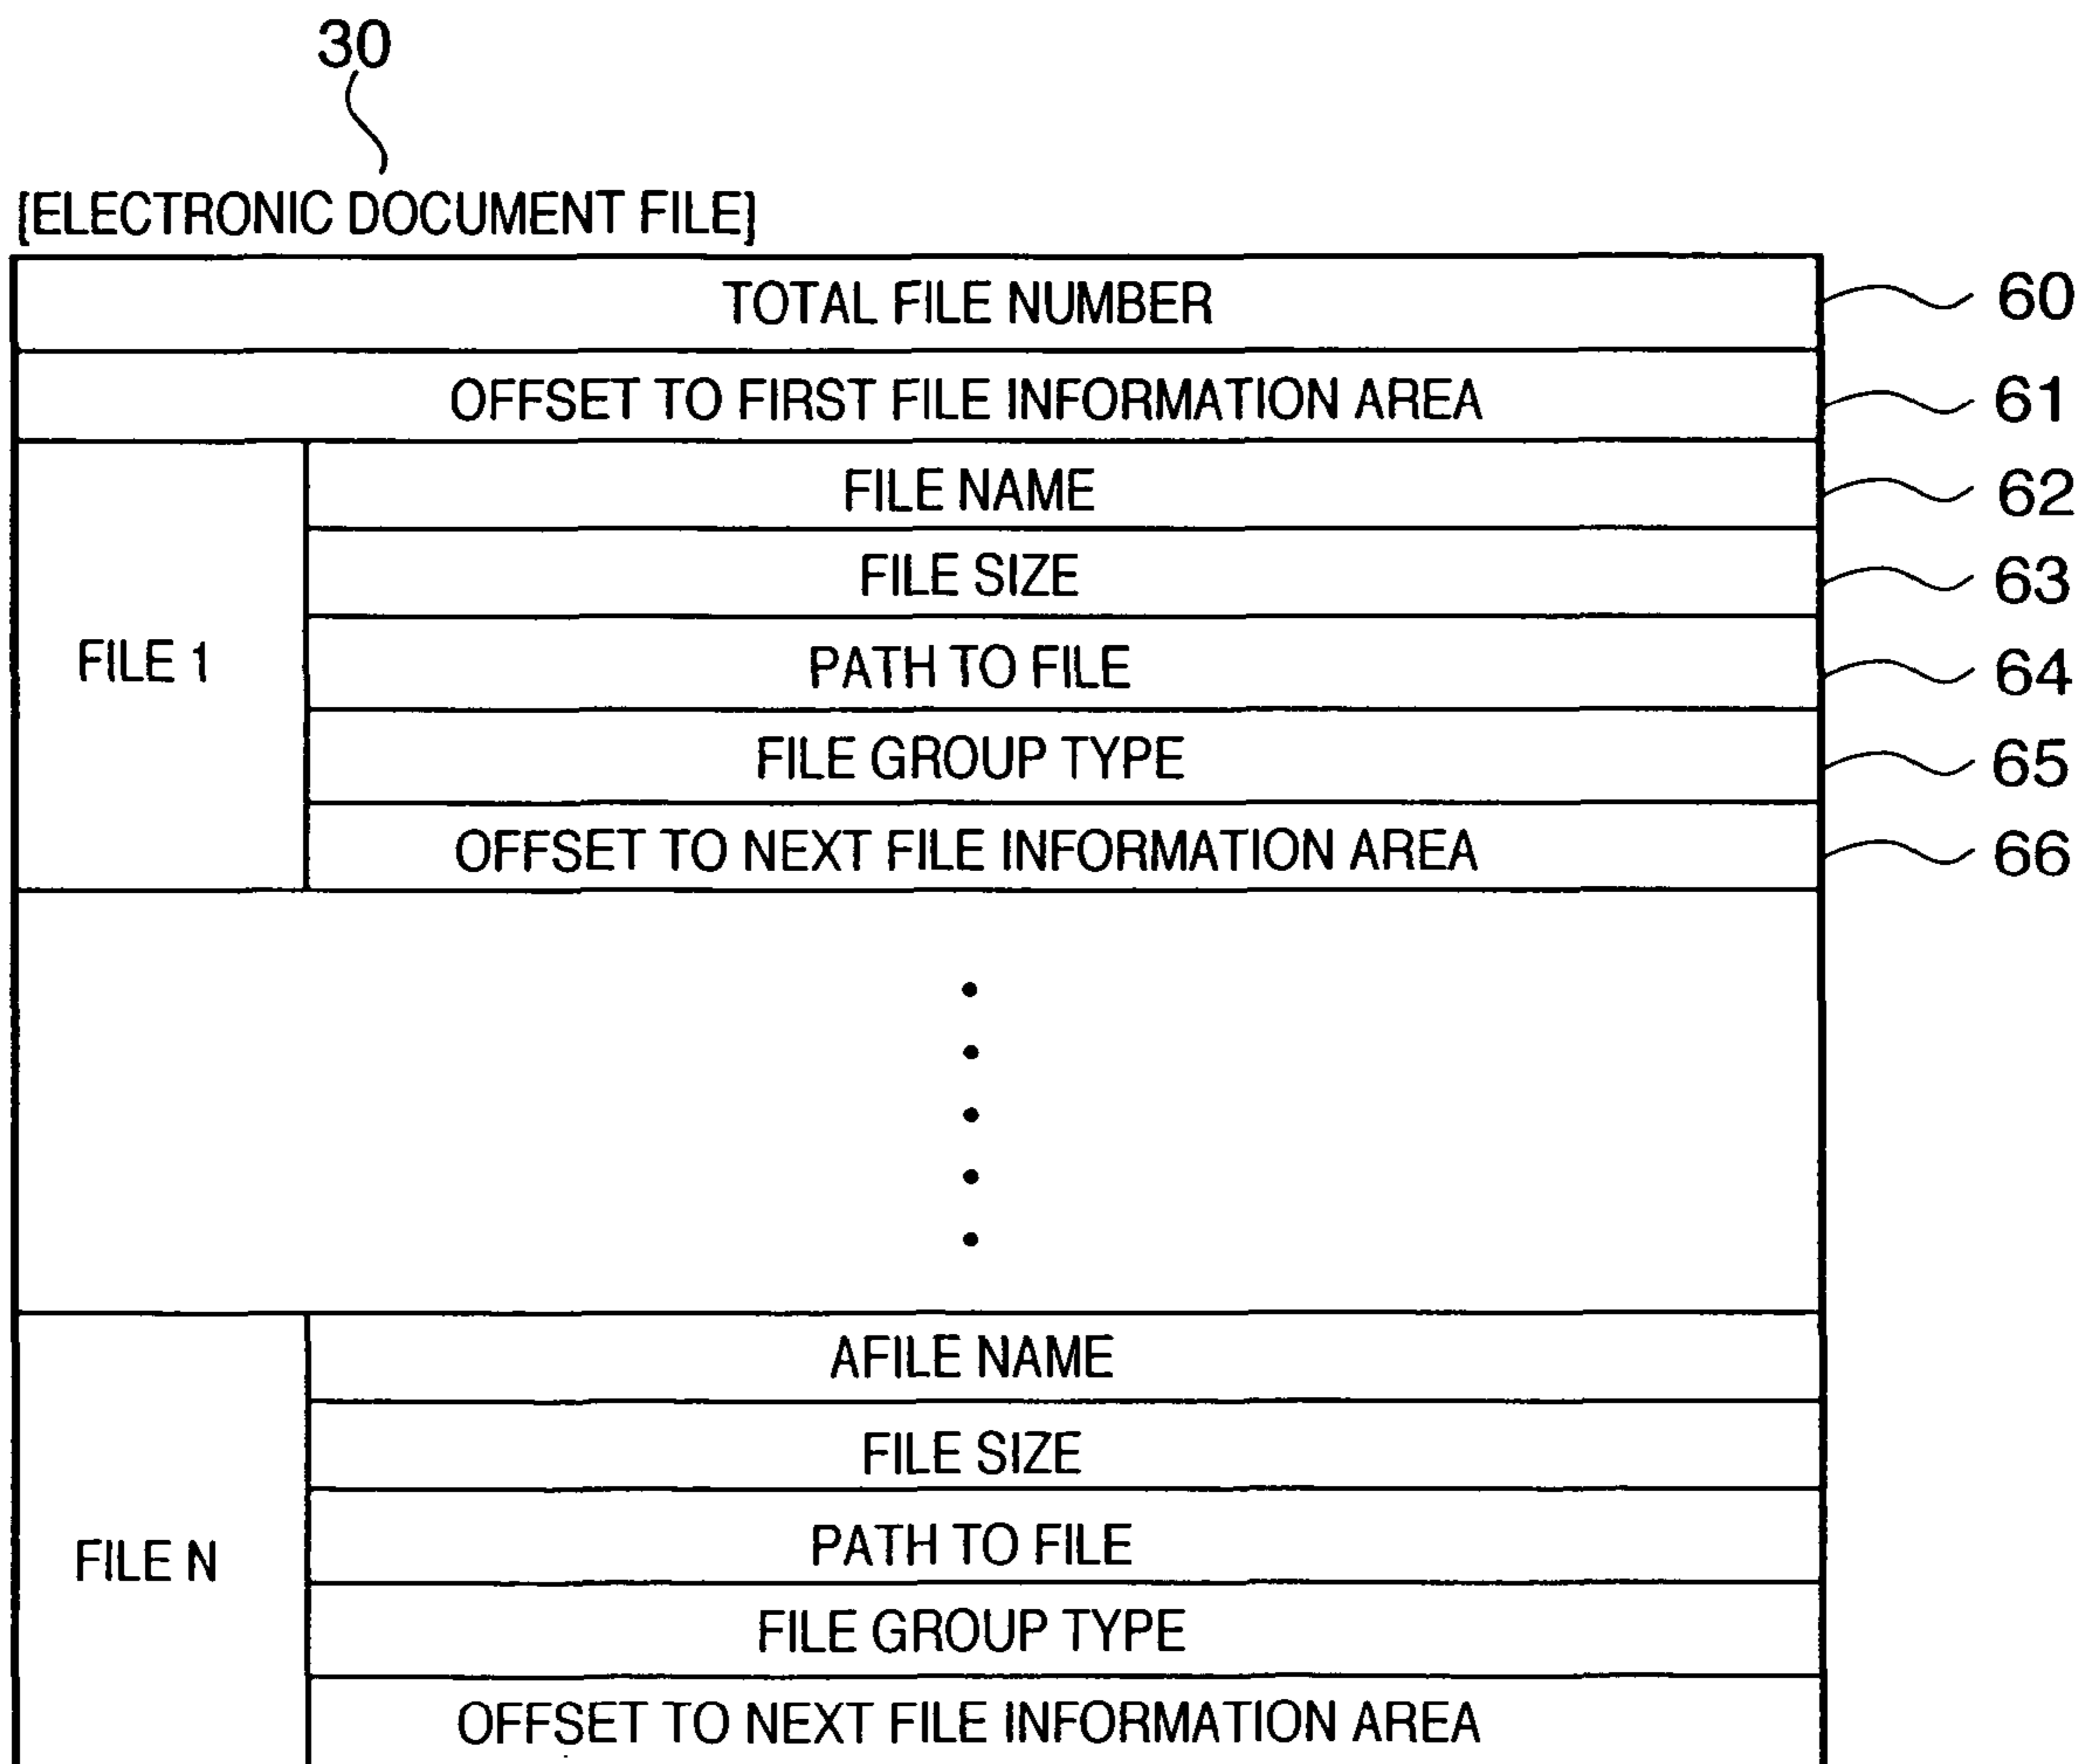 30
[ELECTRONIC DOCUMENT FILE]
TOTAL FILE NUMBER 60
OFFSET TO FIRST FILE INFORMATION AREA 61
FILE 1
FILE NAME 62
FILE SIZE 63
PATH TO FILE 64
FILE GROUP TYPE 65
OFFSET TO NEXT FILE INFORMATION AREA 66
FILE N
AFILE NAME
FILE SIZE
PATH TO FILE
FILE GROUP TYPE
OFFSET TO NEXT FILE INFORMATION AREA